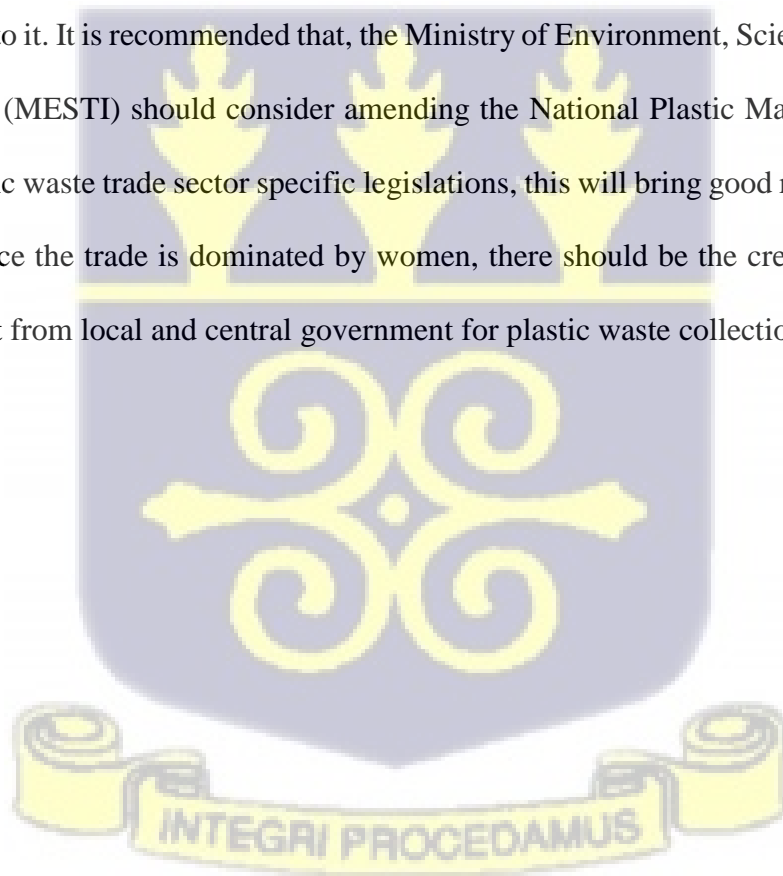 to it. It is recommended that, the Ministry of Environment, Scie
(MESTI) should consider amending the National Plastic Ma
ic waste trade sector specific legislations, this will bring good r
ce the trade is dominated by women, there should be the cre
t from local and central government for plastic waste collectio
INTEGRI PROCEDAMUS